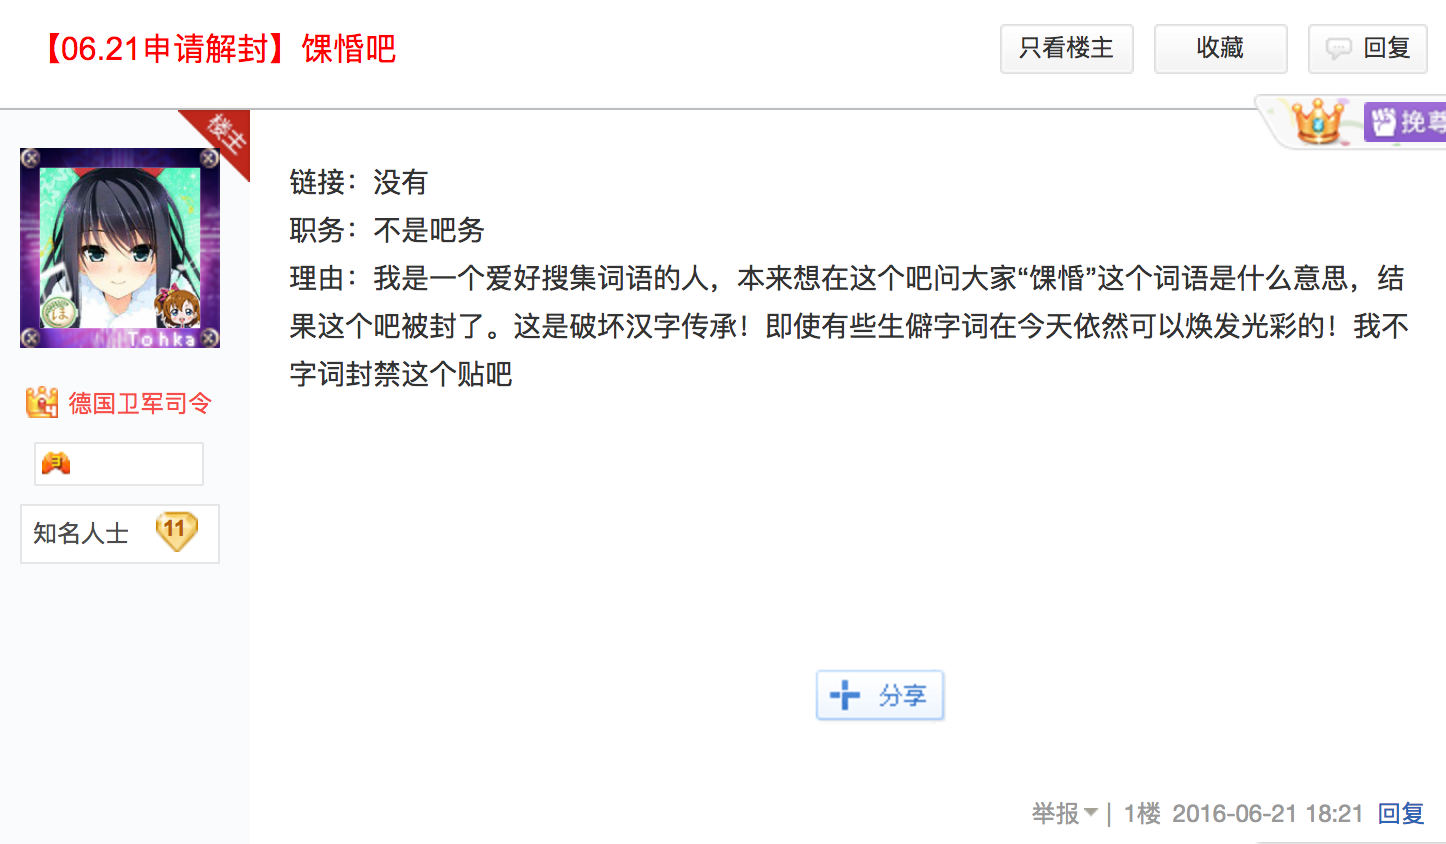 【06.21申请解封】馃惛吧
只看楼主
收藏
回复
楼主
挽尊
链接：没有
职务：不是吧务
理由：我是一个爱好搜集词语的人，本来想在这个吧问大家“馃惛”这个词语是什么意思，结
果这个吧被封了。这是破坏汉字传承！即使有些生僻字词在今天依然可以焕发光彩的！我不
字词封禁这个贴吧
ほ
Tohka
4
德国卫军司令
3
知名人士
11
分享
举报 | 1楼 2016-06-21 18:21 回复